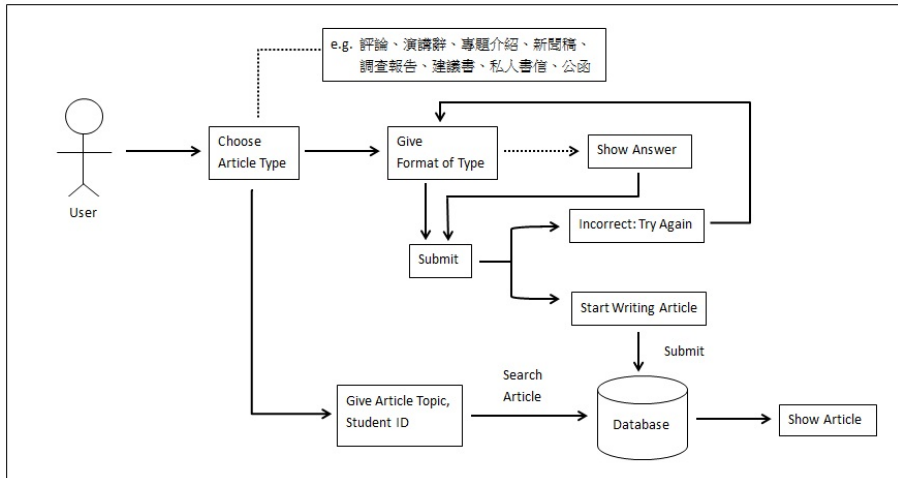 e.g. 評論、演講辭、專題介紹、新聞稿、
調查報告、建議書、私人書信、公函
Choose
Article Type
Give
Format of Type
Show Answer
User
Incorrect: Try Again
Submit
Start Writing Article
Submit
Search
Article
Give Article Topic,
Student ID
Database
Show Article